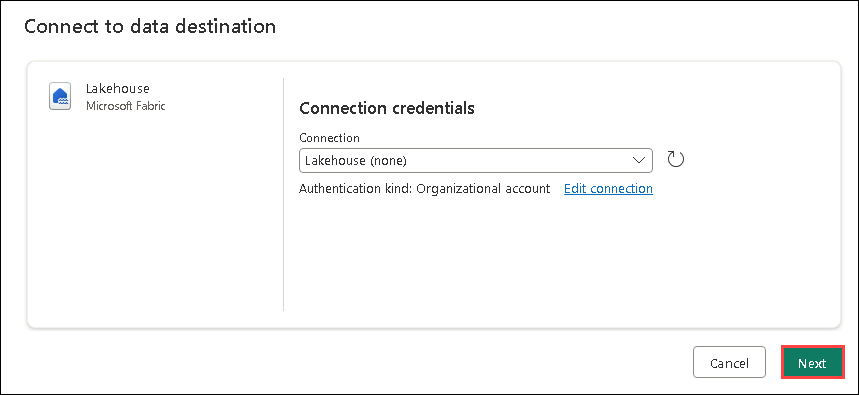 Connect to data destination
Lakehouse
Microsoft Fabric
Connection credentials
Connection
Lakehouse (none)
Authentication kind: Organizational account Edit connection
Cancel Next